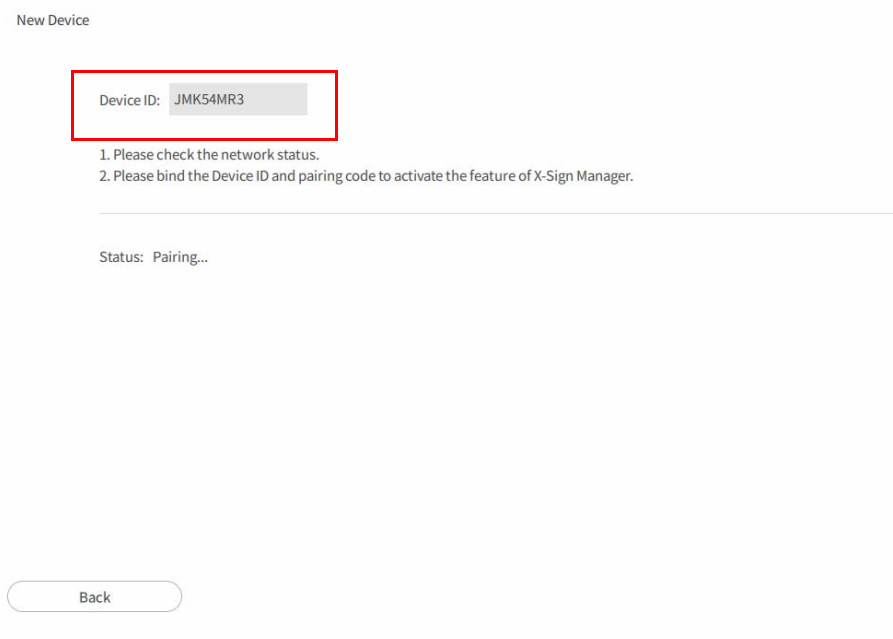 New Device
Device ID: JMK54MR3
1. Please check the network status.
2. Please bind the Device ID and pairing code to activate the feature of X-Sign Manager.
Status: Pairing...
Back